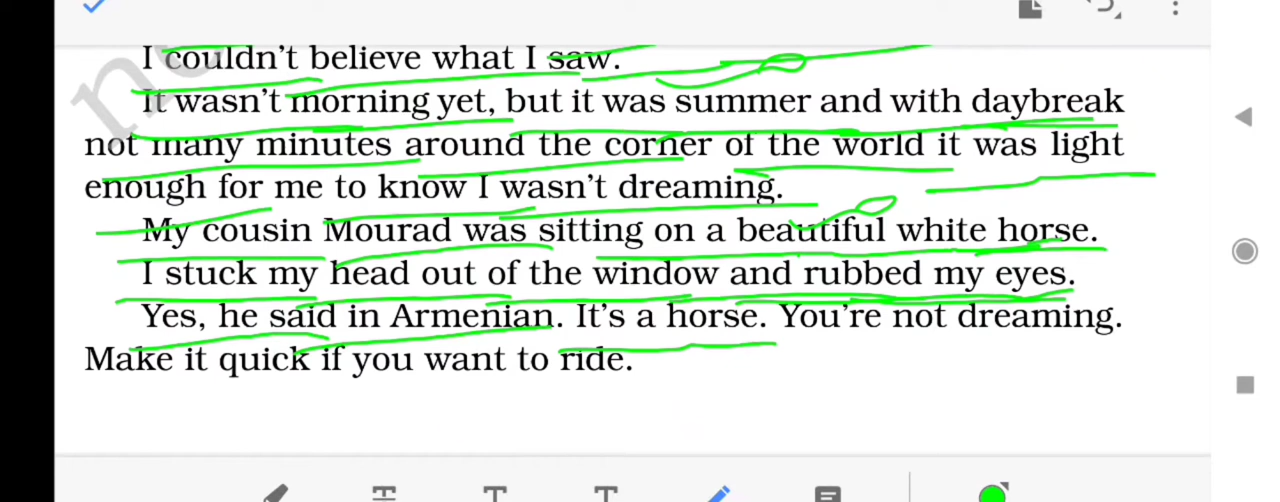 I couldn't believe what I saw.
It wasn't morning yet, but it was summer and with daybreak
not many minutes around the corner of the world it was light
enough for me to know I wasn't dreaming.
My cousin Mourad was sitting on a beautiful white horse.
I stuck my head out of the window and rubbed my eyes.
Yes, he said in Armenian. It's a horse. You're not dreaming.
Make it quick if you want to ride.